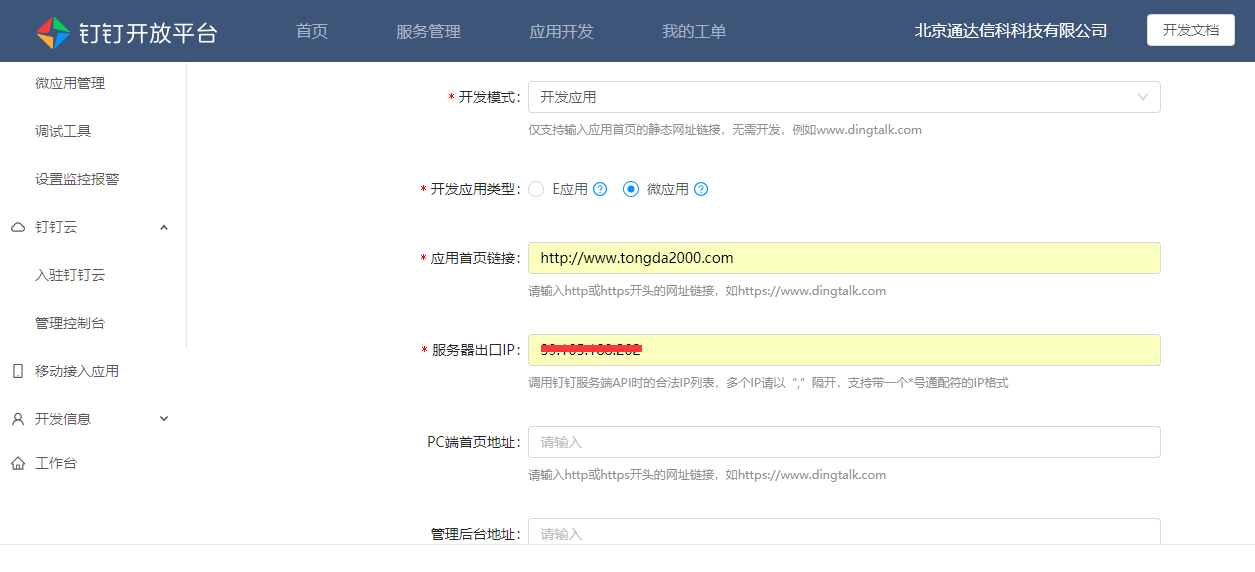 钉钉开放平台 首页 服务管理 应用开发 我的工单 北京通达信科科技有限公司 开发文档
微应用管理
调试工具
设置监控报警
钉钉云
入驻钉钉云
管理控制台
移动接入应用
开发信息
工作台
* 开发模式: 开发应用
仅支持输入应用首页的静态网址链接，无需开发，例如www.dingtalk.com
* 开发应用类型: E应用 ? 微应用 ?
* 应用首页链接: http://www.tongda2000.com
请输入http或https开头的网址链接，如https://www.dingtalk.com
* 服务器出口IP:
调用钉钉服务端API时的合法IP列表，多个IP请以“,”隔开，支持带一个*号通配符的IP格式
PC端首页地址: 请输入
请输入http或https开头的网址链接，如https://www.dingtalk.com
管理后台地址: 请输入